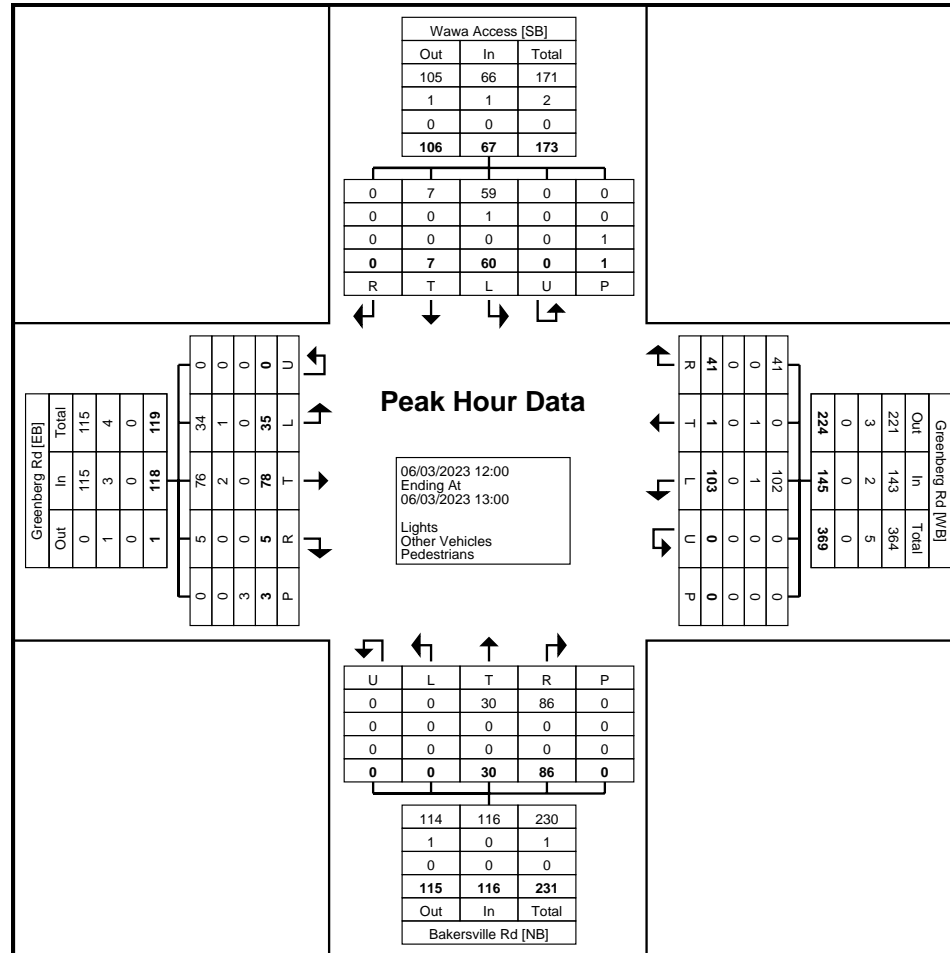 Wawa Access [SB]
Out In Total
105 66 171
1 1 2
0 0 0
106 67 173
0 7 59 0 0
0 0 1 0 0
0 0 0 0 1
0 7 60 0 1
R T L U P
Greenberg Rd [EB]
Total In Out
115 115 0
4 3 1
0 0 0
119 118 1
0 34 76 5 0
0 1 2 0 0
0 0 0 0 3
0 35 78 5 3
U L T R P
Peak Hour Data
06/03/2023 12:00
Ending At
06/03/2023 13:00
Lights
Other Vehicles
Pedestrians
R T L U P
41 1 103 0 0
0 0 0 0 0
0 1 1 0 0
41 0 102 0 0
Greenberg Rd [WB]
Out In Total
221 143 364
3 2 5
0 0 0
224 145 369
U L T R P
0 0 30 86 0
0 0 0 0 0
0 0 0 0 0
0 0 30 86 0
114 116 230
1 0 1
0 0 0
115 116 231
Out In Total
Bakersville Rd [NB]